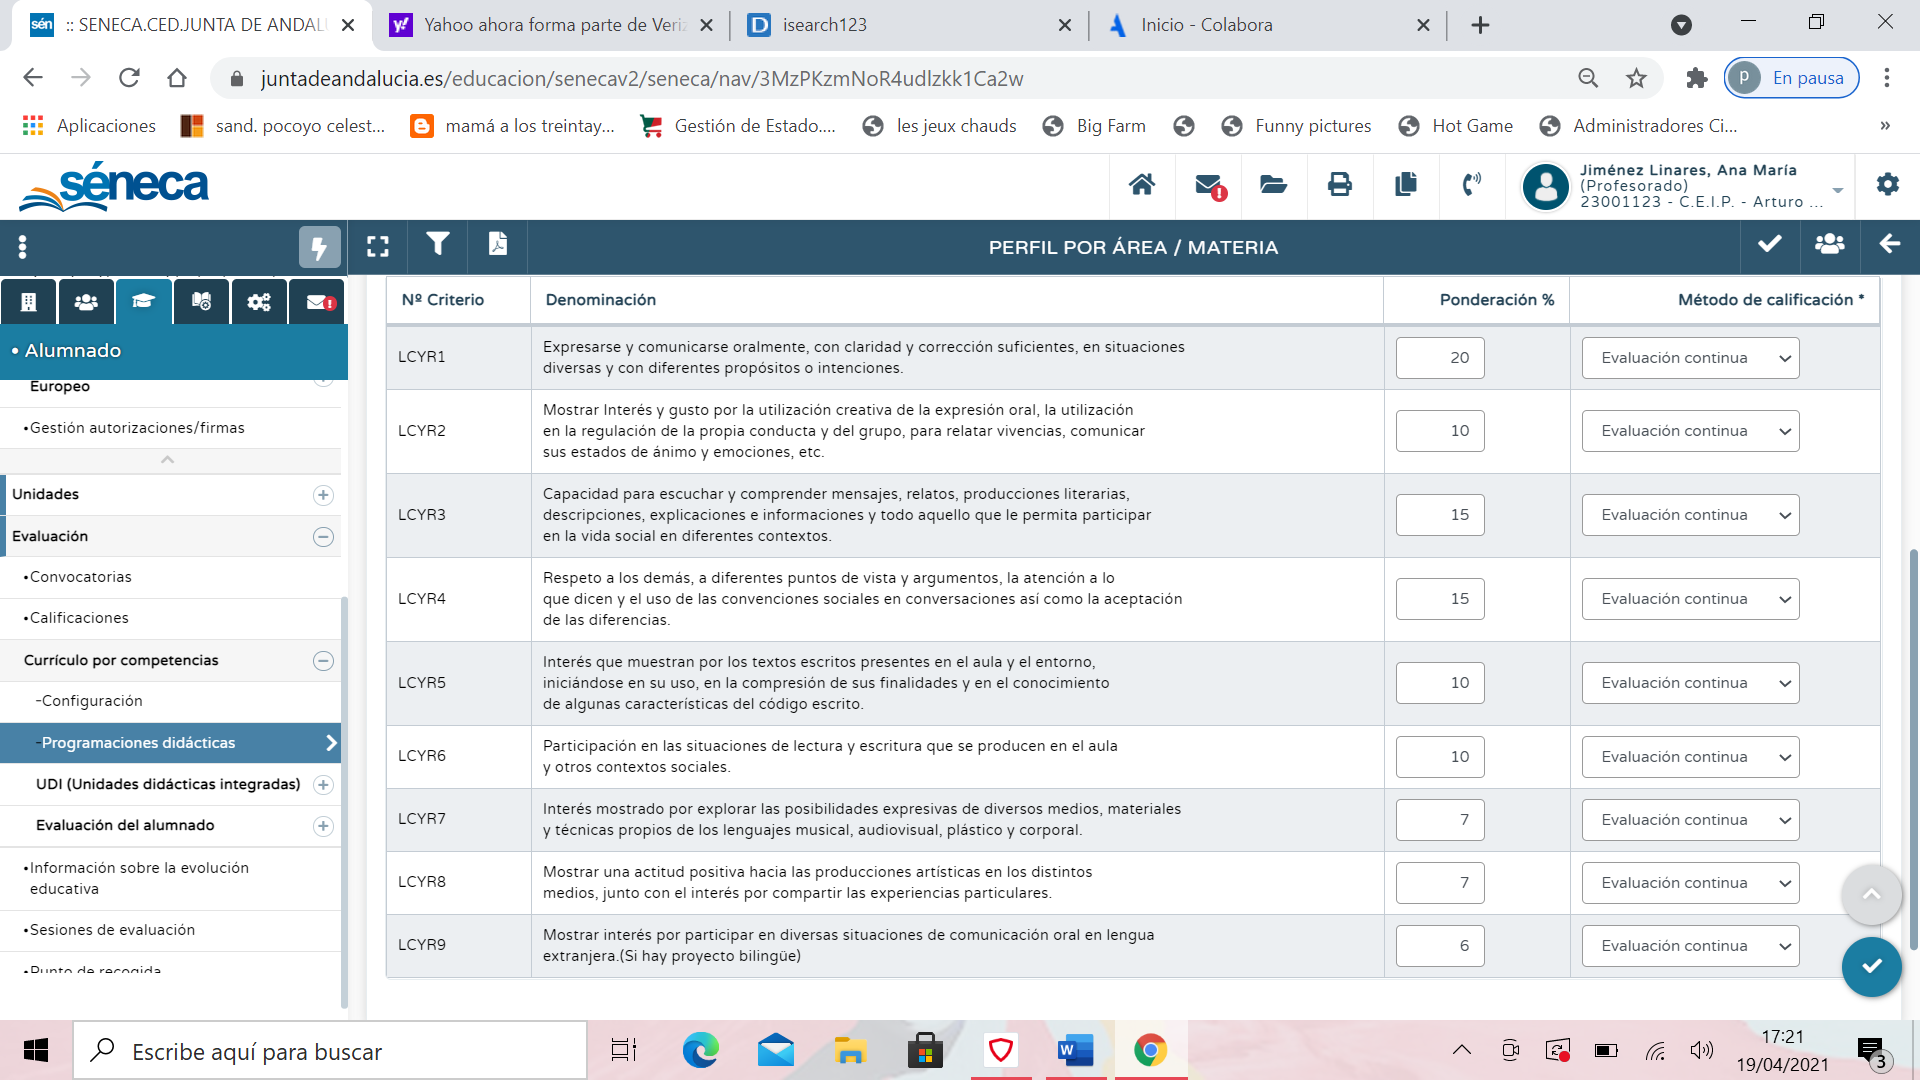 sén :: SENECA.CED.JUNTA DE ANDAL
Yahoo ahora forma parte de Veriz
isearch123
Inicio - Colabora
juntadeandalucia.es/educacion/senecav2/seneca/nav/3MzPKzmNoR4udlzkk1Ca2w
p En pausa
Aplicaciones
sand. pocoyo celest...
mamá a los treintay...
Gestión de Estado....
les jeux chauds
Big Farm
Funny pictures
Hot Game
Administradores Ci...
»
séneca
Jiménez Linares, Ana María
(Profesorado)
23001123 - C.E.I.P. - Arturo ...
PERFIL POR ÁREA / MATERIA
• Alumnado
Europeo
•Gestión autorizaciones/firmas
Unidades
Evaluación
•Convocatorias
•Calificaciones
Currículo por competencias
-Configuración
-Programaciones didácticas
UDI (Unidades didácticas integradas)
Evaluación del alumnado
•Información sobre la evolución
educativa
•Sesiones de evaluación
•Punto de recogida
Nº Criterio Denominación Ponderación % Método de calificación *
LCYR1
Expresarse y comunicarse oralmente, con claridad y corrección suficientes, en situaciones
diversas y con diferentes propósitos o intenciones.
20 Evaluación continua
LCYR2
Mostrar Interés y gusto por la utilización creativa de la expresión oral, la utilización
en la regulación de la propia conducta y del grupo, para relatar vivencias, comunicar
sus estados de ánimo y emociones, etc.
10 Evaluación continua
LCYR3
Capacidad para escuchar y comprender mensajes, relatos, producciones literarias,
descripciones, explicaciones e informaciones y todo aquello que le permita participar
en la vida social en diferentes contextos.
15 Evaluación continua
LCYR4
Respeto a los demás, a diferentes puntos de vista y argumentos, la atención a lo
que dicen y el uso de las convenciones sociales en conversaciones así como la aceptación
de las diferencias.
15 Evaluación continua
LCYR5
Interés que muestran por los textos escritos presentes en el aula y el entorno,
iniciándose en su uso, en la compresión de sus finalidades y en el conocimiento
de algunas características del código escrito.
10 Evaluación continua
LCYR6
Participación en las situaciones de lectura y escritura que se producen en el aula
y otros contextos sociales.
10 Evaluación continua
LCYR7
Interés mostrado por explorar las posibilidades expresivas de diversos medios, materiales
y técnicas propios de los lenguajes musical, audiovisual, plástico y corporal.
7 Evaluación continua
LCYR8
Mostrar una actitud positiva hacia las producciones artísticas en los distintos
medios, junto con el interés por compartir las experiencias particulares.
7 Evaluación continua
LCYR9
Mostrar interés por participar en diversas situaciones de comunicación oral en lengua
extranjera.(Si hay proyecto bilingüe)
6 Evaluación continua
Escribe aquí para buscar
17:21
19/04/2021
3